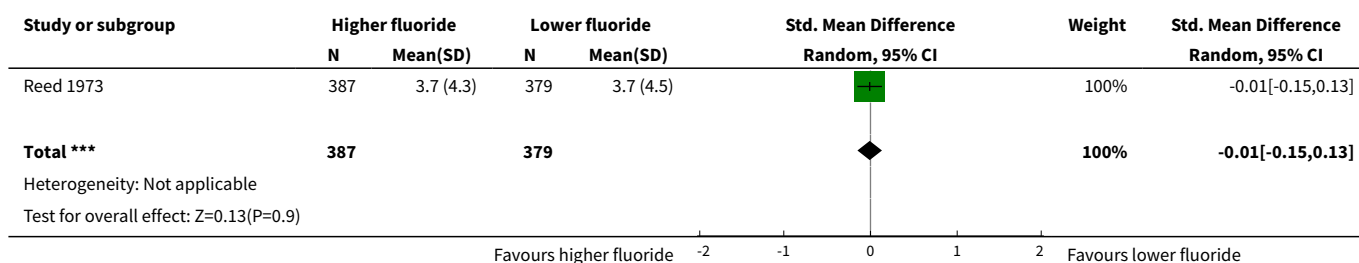 Study or subgroup Higher fluoride Lower fluoride Std. Mean Difference Weight Std. Mean Difference
N Mean(SD) N Mean(SD) Random, 95% CI Random, 95% CI
Reed 1973 387 3.7 (4.3) 379 3.7 (4.5) 100% -0.01[-0.15,0.13]
Total *** 387 379 100% -0.01[-0.15,0.13]
Heterogeneity: Not applicable
Test for overall effect: Z=0.13(P=0.9)
Favours higher fluoride -2 -1 0 1 2 Favours lower fluoride